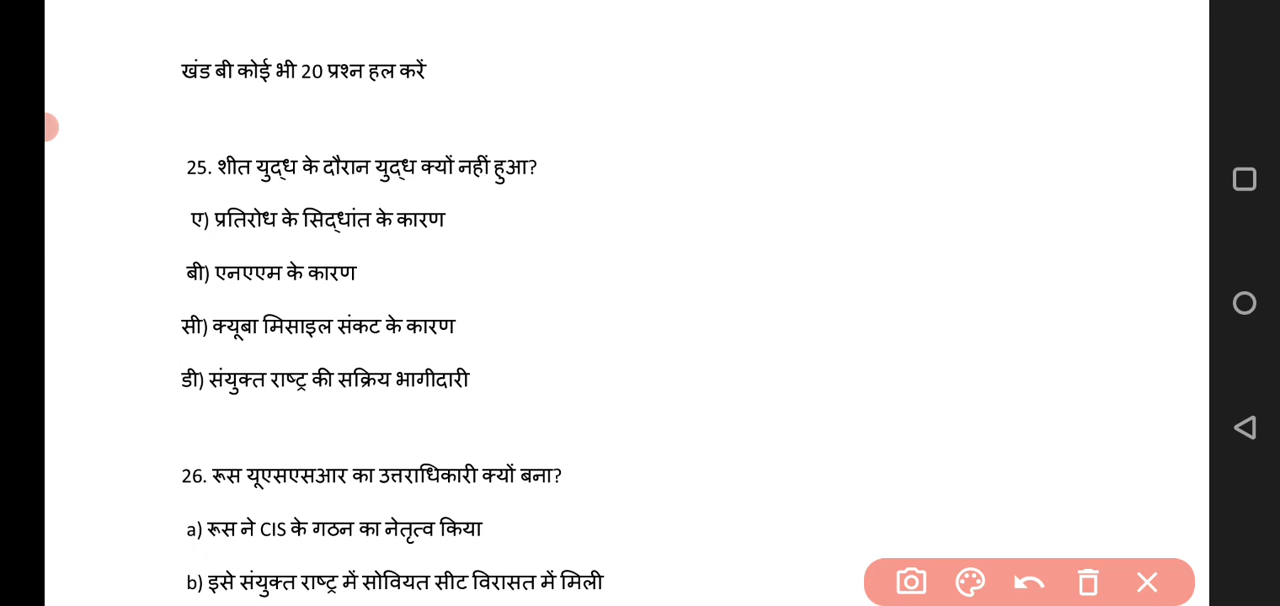 खंड बी कोई भी 20 प्रश्न हल करें
25. शीत युद्ध के दौरान युद्ध क्यों नहीं हुआ?
ए) प्रतिरोध के सिद्धांत के कारण
बी) एनएएम के कारण
सी) क्यूबा मिसाइल संकट के कारण
डी) संयुक्त राष्ट्र की सक्रिय भागीदारी
26. रूस यूएसएसआर का उत्तराधिकारी क्यों बना?
a) रूस ने CIS के गठन का नेतृत्व किया
b) इसे संयुक्त राष्ट्र में सोवियत सीट विरासत में मिली